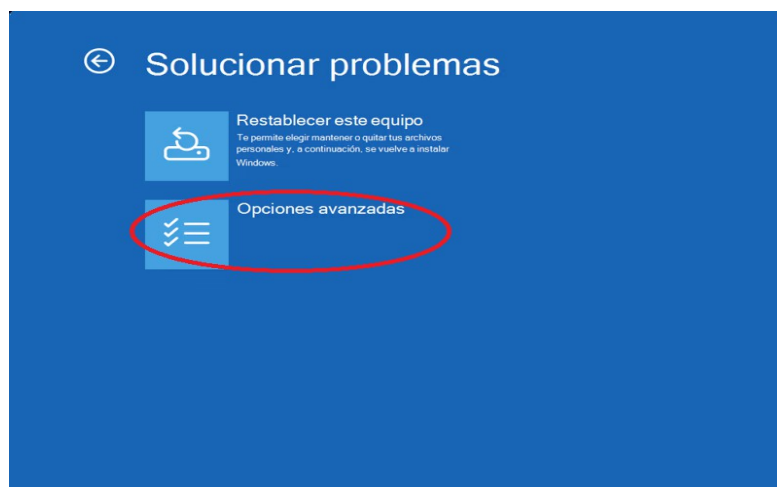 Solucionar problemas
Restablecer este equipo
Te permite elegir mantener o quitar tus archivos
personales y, a continuación, se vuelve a instalar
Windows.
Opciones avanzadas